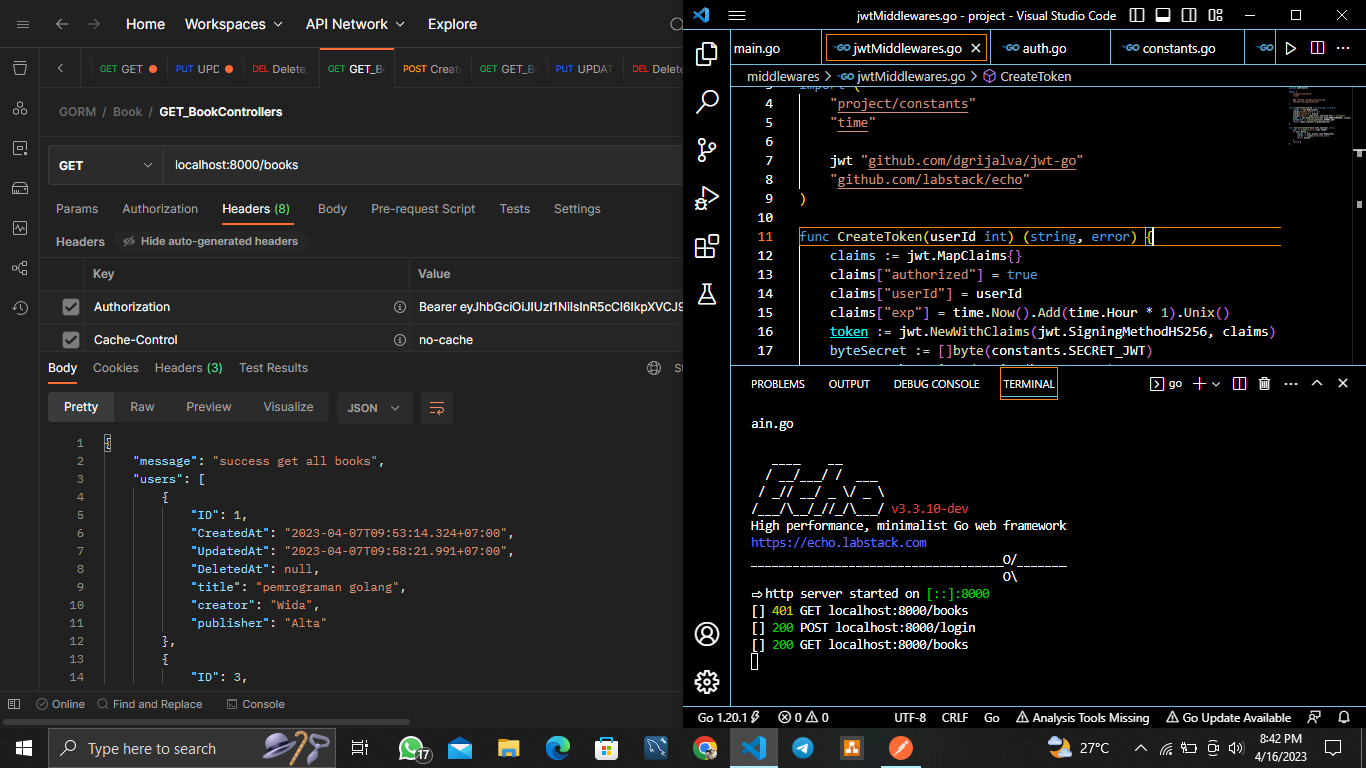 Home
Workspaces
API Network
Explore
GET GET_
PUT UPD
DEL Delete_
GET GET_B
POST Create
GET GET_B
PUT UPDAT
DEL Delete
GORM / Book / GET_BookControllers
GET
localhost:8000/books
Params
Authorization
Headers (8)
Body
Pre-request Script
Tests
Settings
Headers
Hide auto-generated headers
Key
Value
Authorization
Bearer eyJhbGciOiJIUzI1NiIsInR5cCI6IkpXVCJ9
Cache-Control
no-cache
Body
Cookies
Headers (3)
Test Results
Pretty
Raw
Preview
Visualize
JSON
1 {
2 "message": "success get all books",
3 "users": [
4 {
5 "ID": 1,
6 "CreatedAt": "2023-04-07T09:53:14.324+07:00",
7 "UpdatedAt": "2023-04-07T09:58:21.991+07:00",
8 "DeletedAt": null,
9 "title": "pemrograman golang",
10 "creator": "Wida",
11 "publisher": "Alta"
12 },
13 {
14 "ID": 3,
Online
Find and Replace
Console
jwtMiddlewares.go - project - Visual Studio Code
main.go
jwtMiddlewares.go
auth.go
constants.go
middlewares > jwtMiddlewares.go > CreateToken
3 import (
4 "project/constants"
5 "time"
6
7 jwt "github.com/dgrijalva/jwt-go"
8 "github.com/labstack/echo"
9 )
10
11 func CreateToken(userId int) (string, error) {
12 claims := jwt.MapClaims{}
13 claims["authorized"] = true
14 claims["userId"] = userId
15 claims["exp"] = time.Now().Add(time.Hour * 1).Unix()
16 token := jwt.NewWithClaims(jwt.SigningMethodHS256, claims)
17 byteSecret := []byte(constants.SECRET_JWT)
PROBLEMS
OUTPUT
DEBUG CONSOLE
TERMINAL
go
ain.go
v3.3.10-dev
High performance, minimalist Go web framework
https://echo.labstack.com
____________________________________O/_______
O\
⇨ http server started on [::]:8000
[] 401 GET localhost:8000/books
[] 200 POST localhost:8000/login
[] 200 GET localhost:8000/books
Go 1.20.1
0
0
UTF-8
CRLF
Go
Analysis Tools Missing
Go Update Available
Type here to search
17
27°C
8:42 PM
4/16/2023